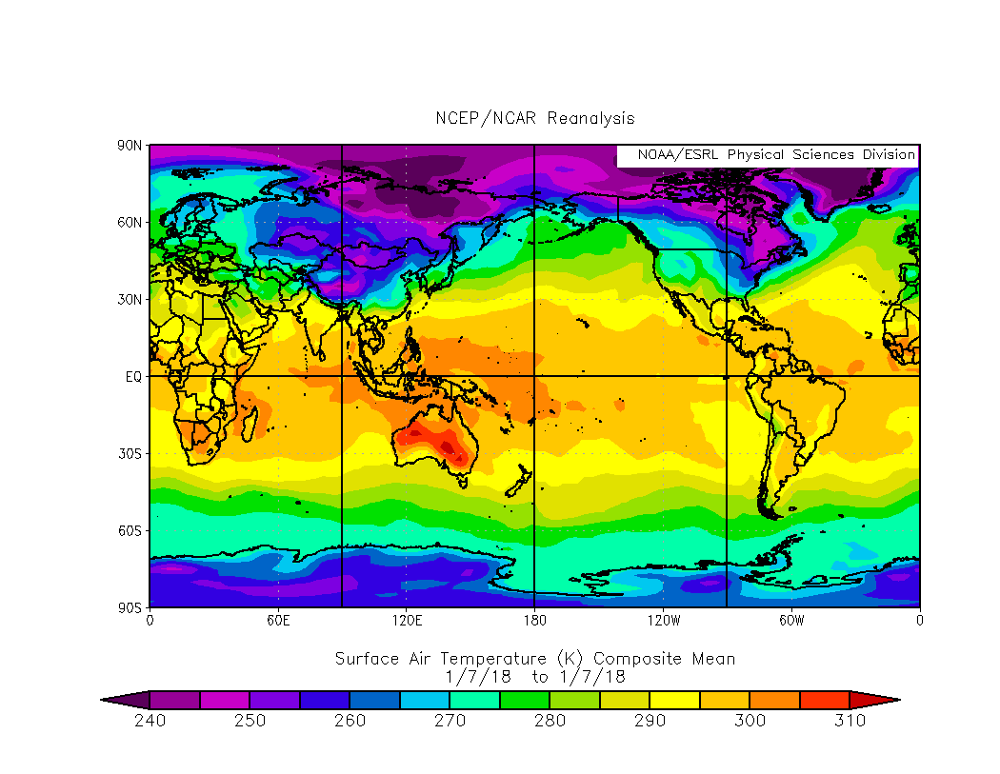 NCEP/NCAR Reanalysis
NOAA/ESRL Physical Sciences Division
90N
60N
30N
EQ
30S
60S
90S
0 60E 120E 180 120W 60W 0
Surface Air Temperature (K) Composite Mean
1/7/18 to 1/7/18
240 250 260 270 280 290 300 310